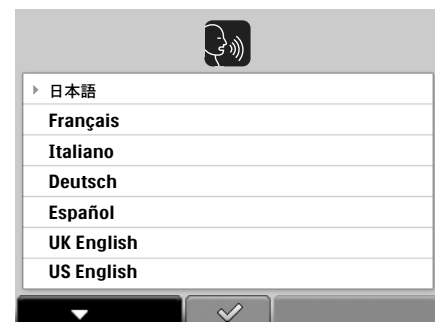 日本語
Français
Italiano
Deutsch
Español
UK English
US English